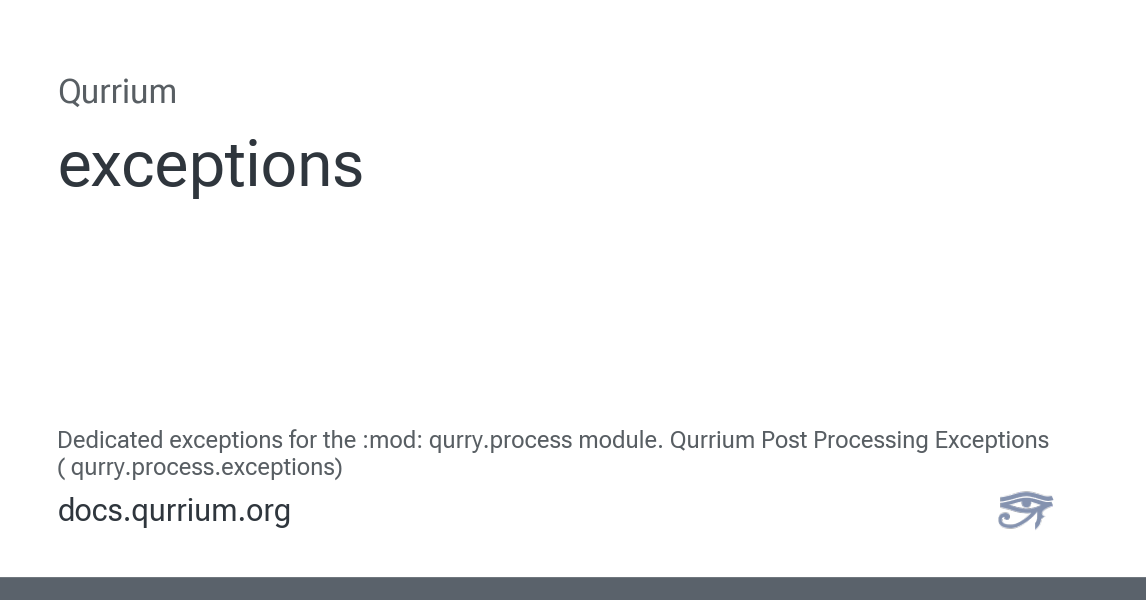 Qurrium
exceptions
Dedicated exceptions for the :mod: qurry.process module. Qurrium Post Processing Exceptions
( qurry.process.exceptions)
docs.qurrium.org